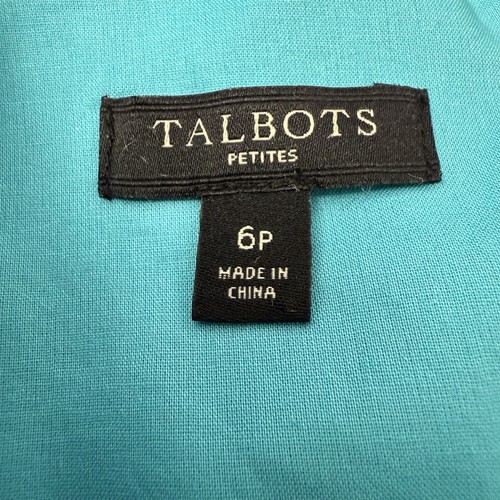 TALBOTS
PETITES
6P
MADE IN
CHINA